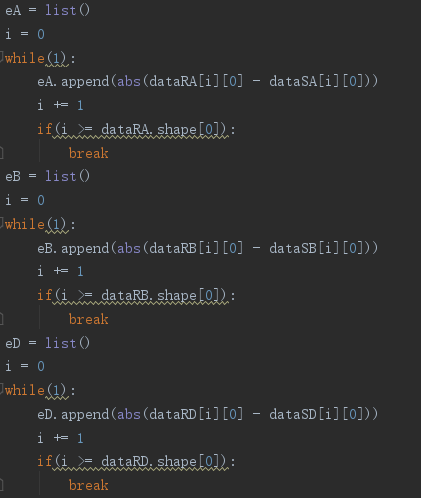 eA = list()
i = 0
while(1):
    eA.append(abs(dataRA[i][0] - dataSA[i][0]))
    i += 1
    if(i >= dataRA.shape[0]):
        break
eB = list()
i = 0
while(1):
    eB.append(abs(dataRB[i][0] - dataSB[i][0]))
    i += 1
    if(i >= dataRB.shape[0]):
        break
eD = list()
i = 0
while(1):
    eD.append(abs(dataRD[i][0] - dataSD[i][0]))
    i += 1
    if(i >= dataRD.shape[0]):
        break